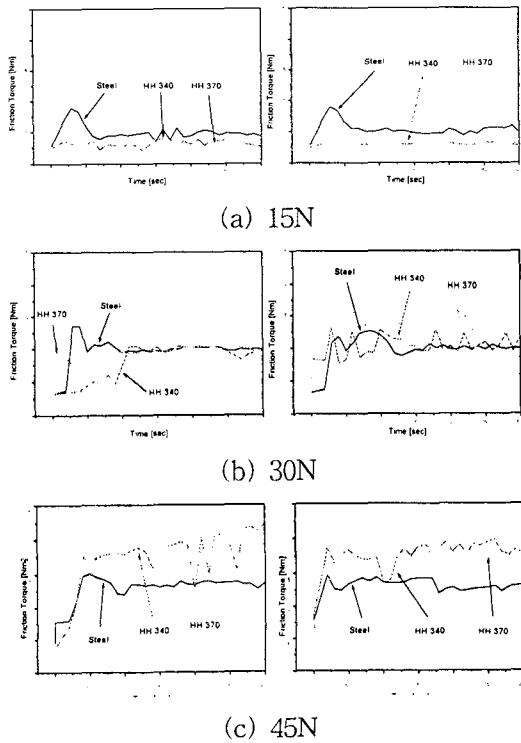 Friction Torque [Nm]
Steel
HH 340
HH 370
Time [sec]
Friction Torque [Nm]
Steel
HH 340
HH 370
Time [sec]
(a) 15N
Friction Torque [Nm]
HH 370
Steel
HH 340
Time [sec]
Friction Torque [Nm]
Steel
HH 340
HH 370
Time [sec]
(b) 30N
Friction Torque [Nm]
Steel
HH 340
HH 370
Friction Torque [Nm]
Steel
HH 340
HH 370
(c) 45N